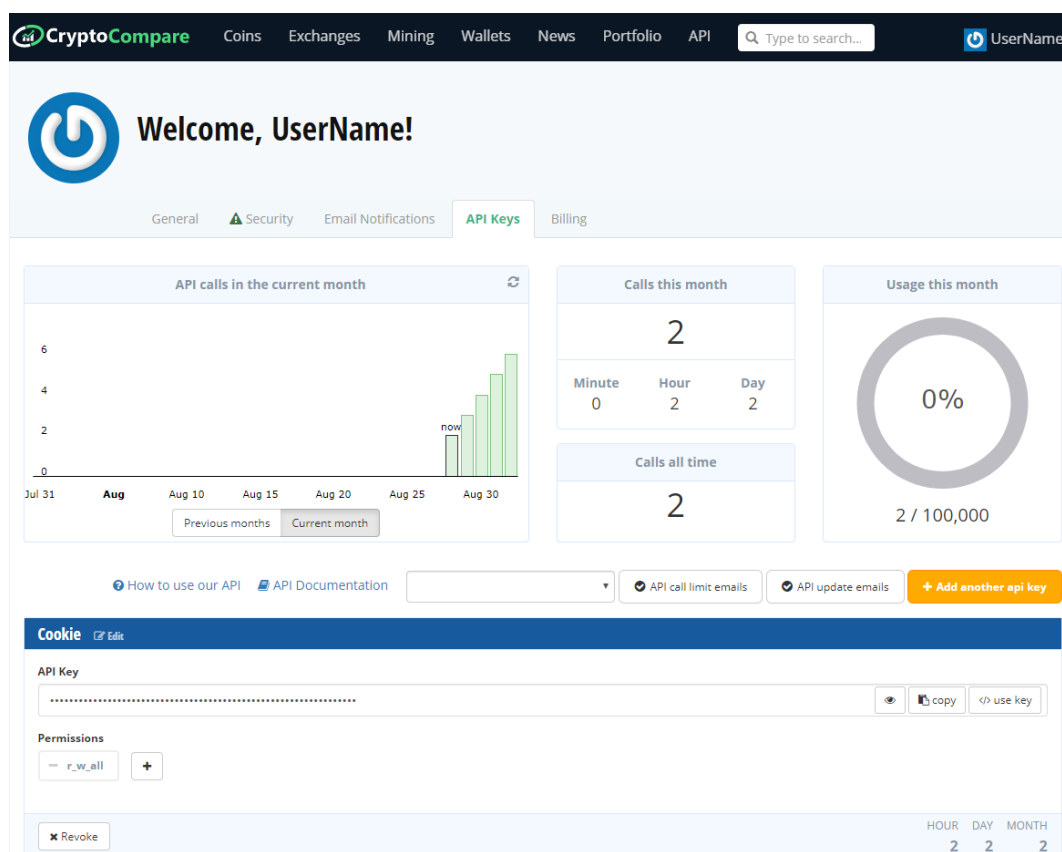 CryptoCompare Coins Exchanges Mining Wallets News Portfolio API Type to search... UserName
Welcome, UserName!
General Security Email Notifications API Keys Billing
API calls in the current month
6
4
2
0
now
Jul 31 Aug Aug 10 Aug 15 Aug 20 Aug 25 Aug 30
Previous months Current month
Calls this month
2
Minute Hour Day
0 2 2
Calls all time
2
Usage this month
0%
2 / 100,000
How to use our API API Documentation API call limit emails API update emails + Add another api key
Cookie Edit
API Key
copy </> use key
Permissions
r_w_all +
Revoke
HOUR DAY MONTH
2 2 2